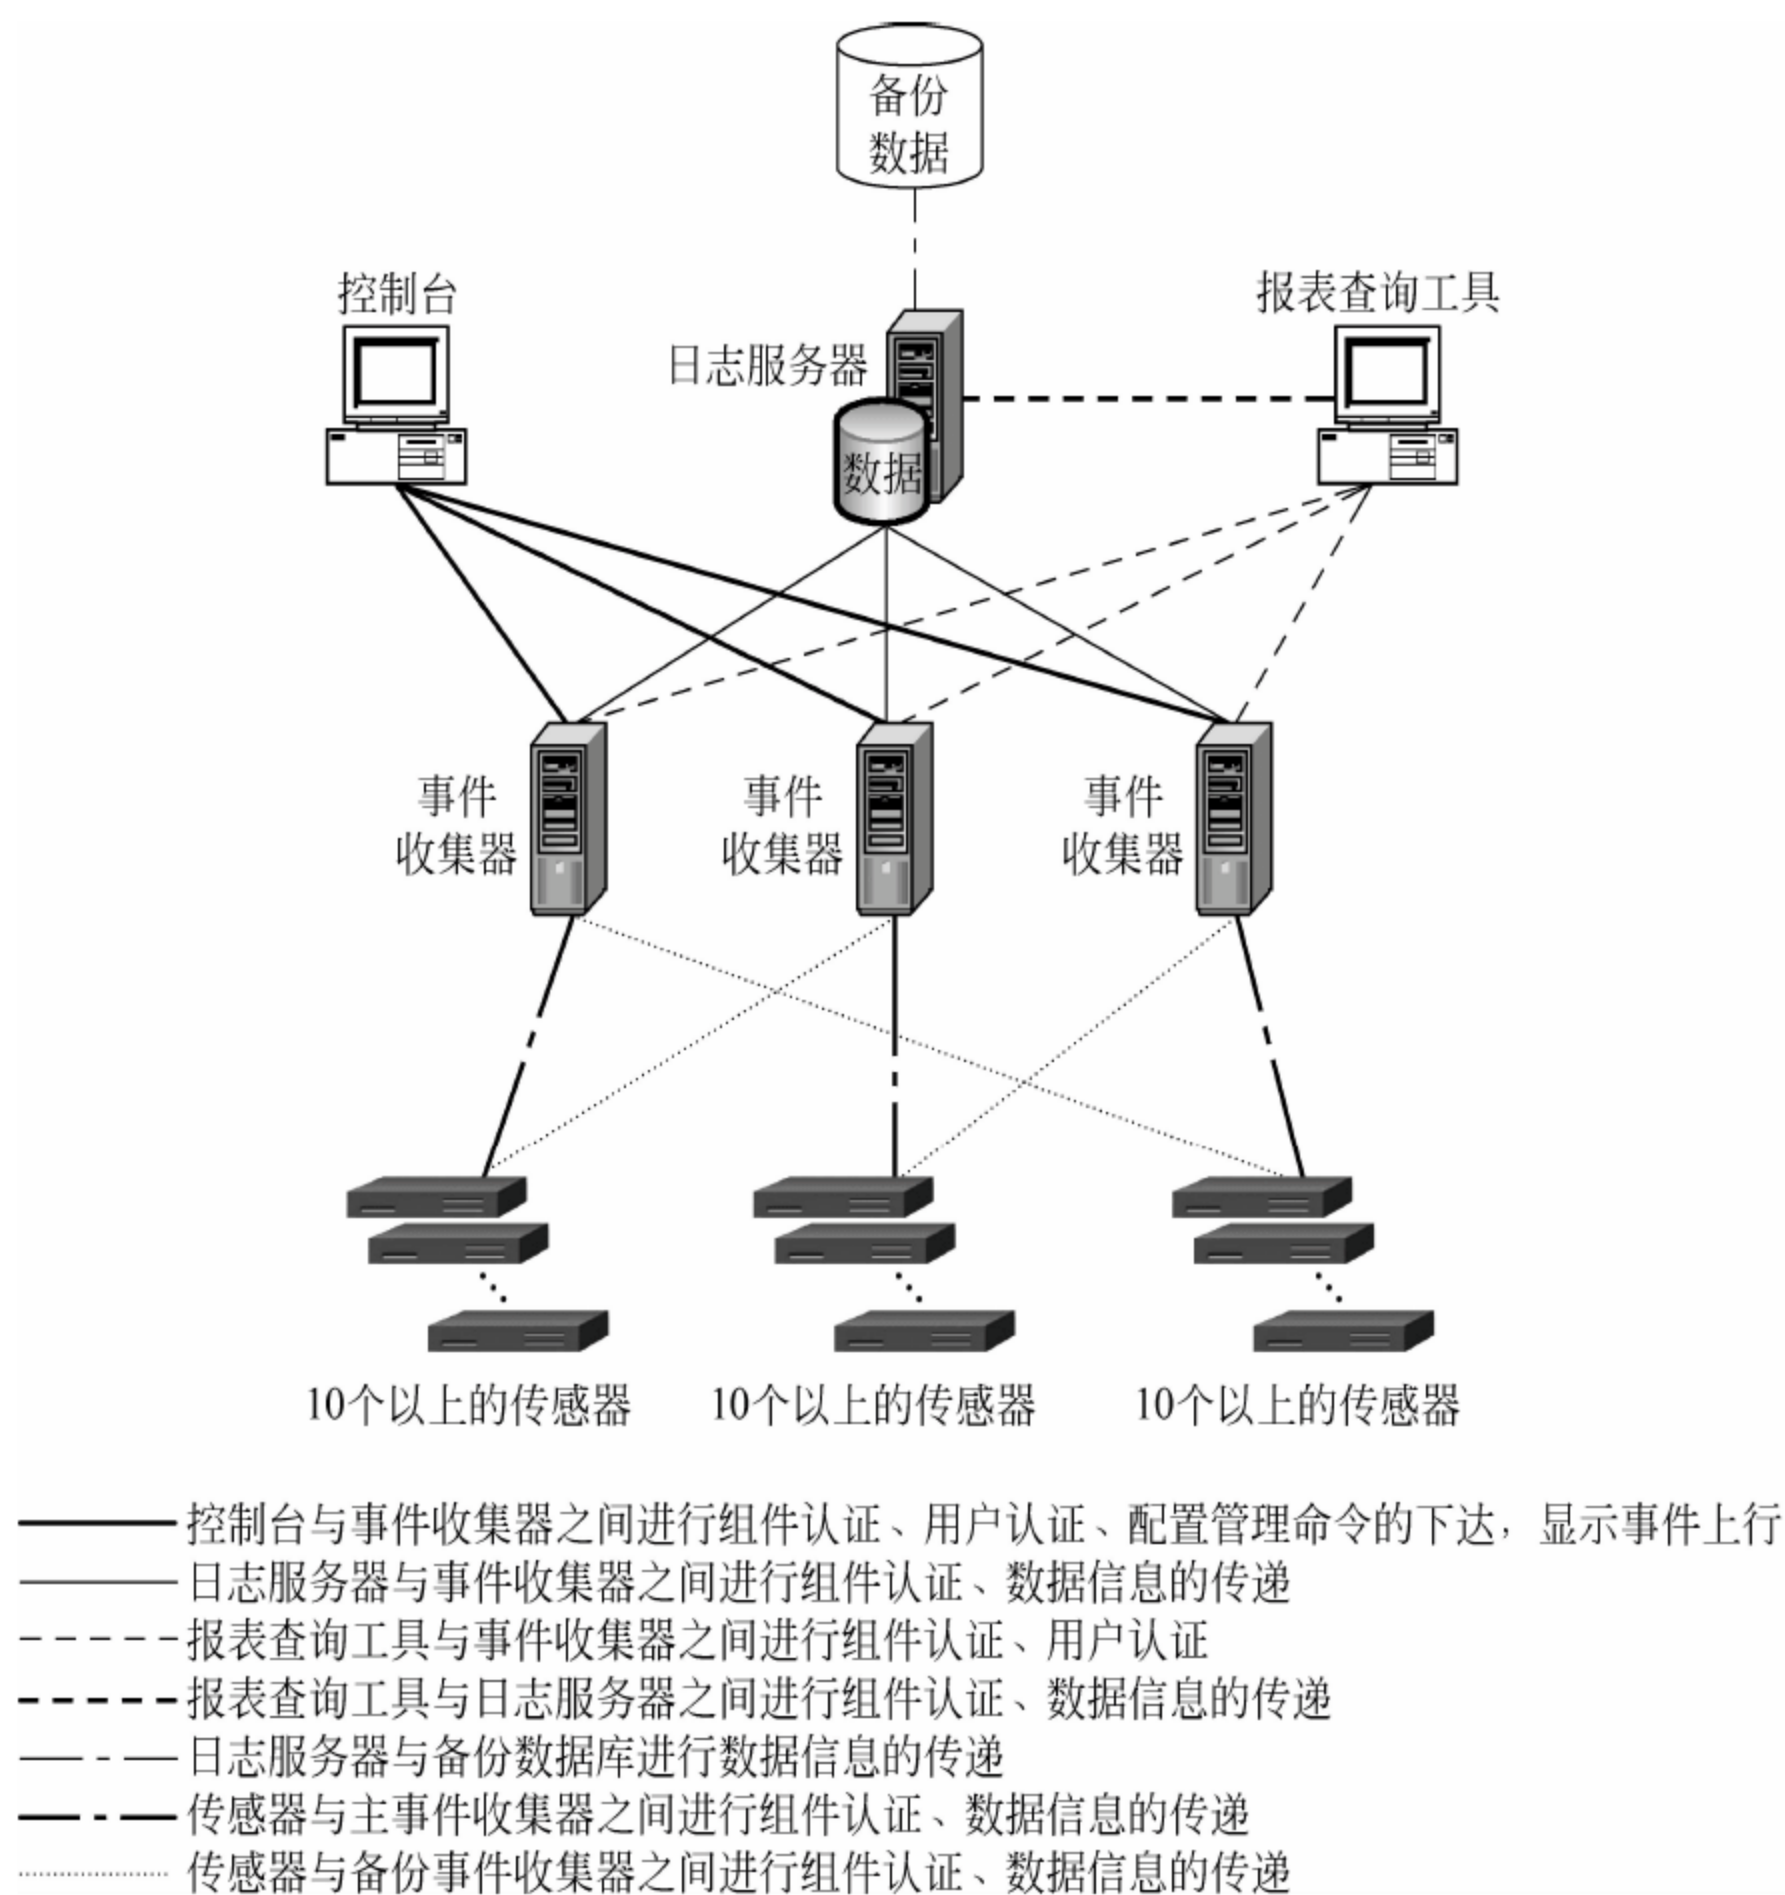 备份
数据
控制台
报表查询工具
日志服务器
数据
事件
收集器
事件
收集器
事件
收集器
10个以上的传感器
10个以上的传感器
10个以上的传感器
控制台与事件收集器之间进行组件认证、用户认证、配置管理命令的下达，显示事件上行
日志服务器与事件收集器之间进行组件认证、数据信息的传递
报表查询工具与事件收集器之间进行组件认证、用户认证
报表查询工具与日志服务器之间进行组件认证、数据信息的传递
日志服务器与备份数据库进行数据信息的传递
传感器与主事件收集器之间进行组件认证、数据信息的传递
传感器与备份事件收集器之间进行组件认证、数据信息的传递